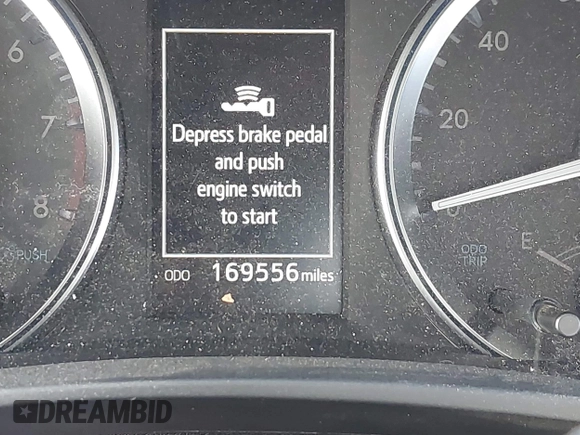 6
7
8
PUSH
Depress brake pedal
and push
engine switch
to start
ODO 169556 miles
40
20
0
ODO
TRIP
E
DREAMBID